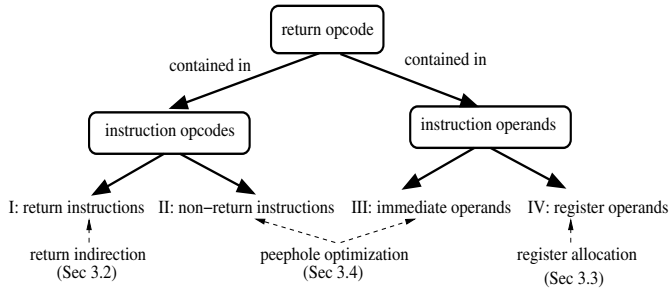 return opcode
contained in
contained in
instruction opcodes
instruction operands
I: return instructions
II: non−return instructions
III: immediate operands
IV: register operands
return indirection
(Sec 3.2)
peephole optimization
(Sec 3.4)
register allocation
(Sec 3.3)